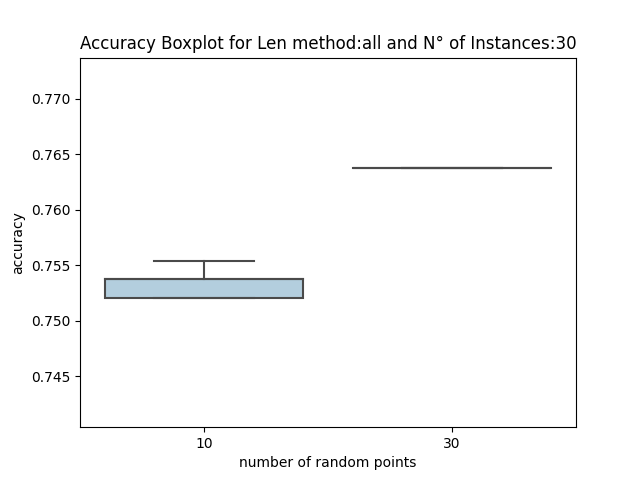 Accuracy Boxplot for Len method:all and N° of Instances:30
0.770
0.765
0.760
0.755
0.750
0.745
accuracy
10
30
number of random points